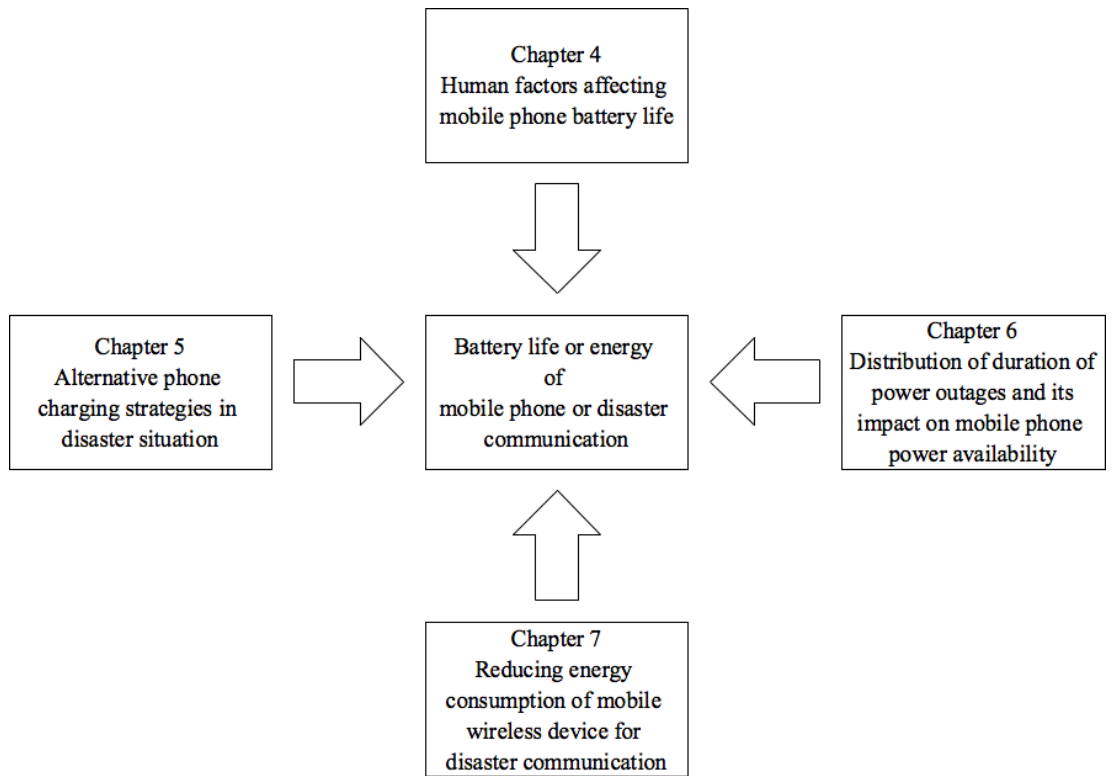 Chapter 4
Human factors affecting
mobile phone battery life
Chapter 5
Alternative phone
charging strategies in
disaster situation
Battery life or energy
of
mobile phone or disaster
communication
Chapter 6
Distribution of duration of
power outages and its
impact on mobile phone
power availability
Chapter 7
Reducing energy
consumption of mobile
wireless device for
disaster communication